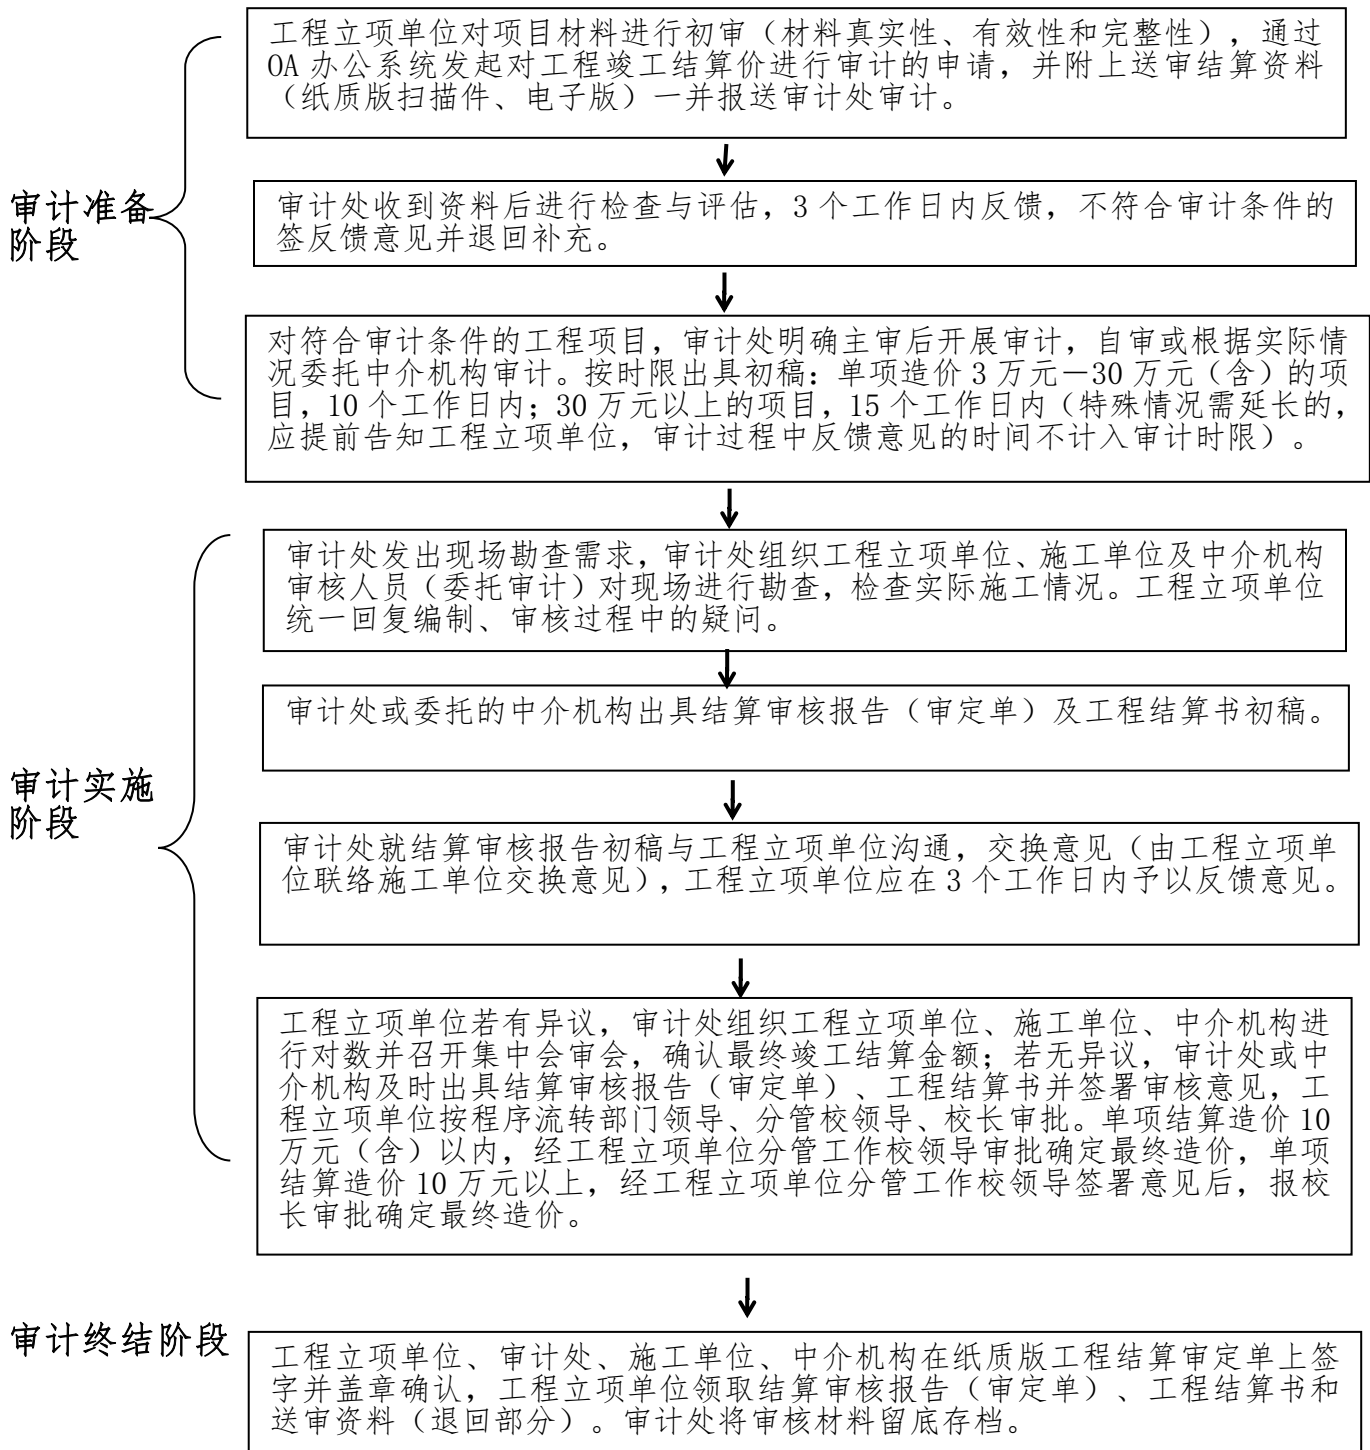 工程立项单位对项目材料进行初审（材料真实性、有效性和完整性），通过
OA 办公系统发起对工程竣工结算价进行审计的申请，并附上送审结算资料
（纸质版扫描件、电子版）一并报送审计处审计。
审计准备
阶段
审计处收到资料后进行检查与评估，3 个工作日内反馈，不符合审计条件的
签反馈意见并退回补充。
对符合审计条件的工程项目，审计处明确主审后开展审计，自审或根据实际情
况委托中介机构审计。按时限出具初稿：单项造价 3 万元－30 万元（含）的项
目，10 个工作日内；30 万元以上的项目，15 个工作日内（特殊情况需延长的，
应提前告知工程立项单位，审计过程中反馈意见的时间不计入审计时限）。
审计处发出现场勘查需求，审计处组织工程立项单位、施工单位及中介机构
审核人员（委托审计）对现场进行勘查，检查实际施工情况。工程立项单位
统一回复编制、审核过程中的疑问。
审计处或委托的中介机构出具结算审核报告（审定单）及工程结算书初稿。
审计实施
阶段
审计处就结算审核报告初稿与工程立项单位沟通，交换意见（由工程立项单
位联络施工单位交换意见），工程立项单位应在 3 个工作日内予以反馈意见。
工程立项单位若有异议，审计处组织工程立项单位、施工单位、中介机构进
行对数并召开集中会审会，确认最终竣工结算金额；若无异议，审计处或中
介机构及时出具结算审核报告（审定单）、工程结算书并签署审核意见，工
程立项单位按程序流转部门领导、分管校领导、校长审批。单项结算造价 10
万元（含）以内，经工程立项单位分管工作校领导审批确定最终造价，单项
结算造价 10 万元以上，经工程立项单位分管工作校领导签署意见后，报校
长审批确定最终造价。
审计终结阶段
工程立项单位、审计处、施工单位、中介机构在纸质版工程结算审定单上签
字并盖章确认，工程立项单位领取结算审核报告（审定单）、工程结算书和
送审资料（退回部分）。审计处将审核材料留底存档。